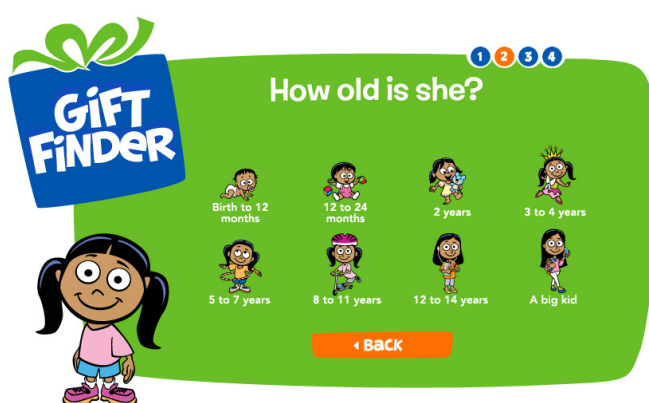 GiFT
FiNDeR
1 2 3 4
How old is she?
Birth to 12
months
12 to 24
months
2 years
3 to 4 years
5 to 7 years
8 to 11 years
12 to 14 years
A big kid
BaCK